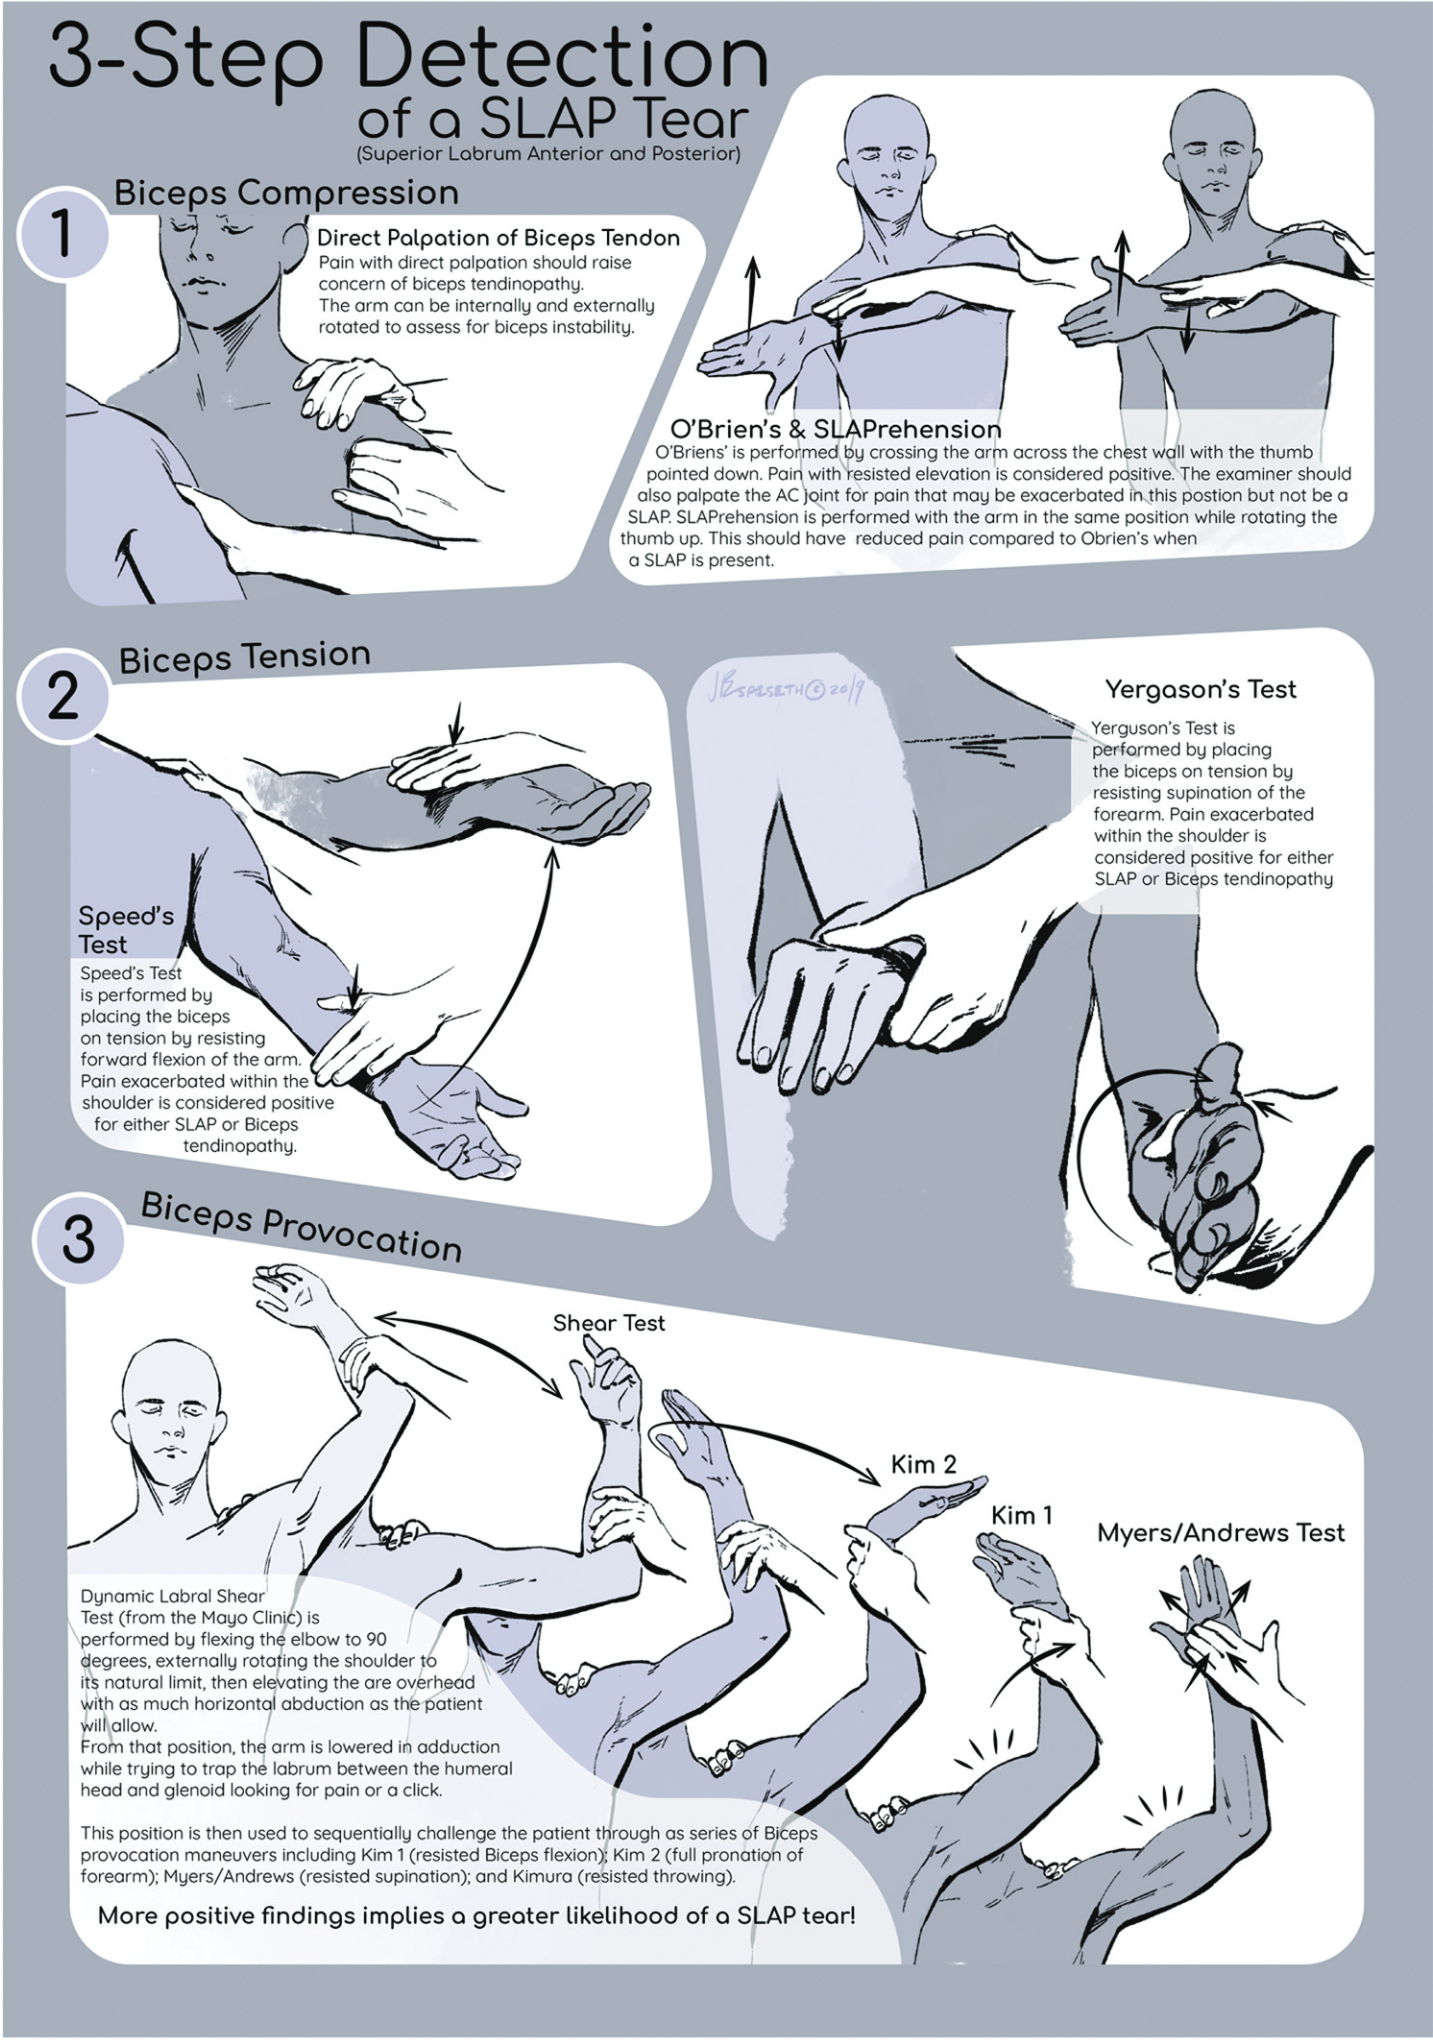 3-Step Detection
of a SLAP Tear
(Superior Labrum Anterior and Posterior)
1
Biceps Compression
Direct Palpation of Biceps Tendon
Pain with direct palpation should raise
concern of biceps tendinopathy.
The arm can be internally and externally
rotated to assess for biceps instability.
O'Brien's & SLAPrehension
O'Briens' is performed by crossing the arm across the chest wall with the thumb
pointed down. Pain with resisted elevation is considered positive. The examiner should
also palpate the AC joint for pain that may be exacerbated in this postion but not be a
SLAP. SLAPrehension is performed with the arm in the same position while rotating the
thumb up. This should have reduced pain compared to Obrien's when
a SLAP is present.
2
Biceps Tension
Speed's
Test
Speed's Test
is performed by
placing the biceps
on tension by resisting
forward flexion of the arm.
Pain exacerbated within the
shoulder is considered positive
for either SLAP or Biceps
tendinopathy.
JBSPESETH © 2019
Yergason's Test
Yerguson's Test is
performed by placing
the biceps on tension by
resisting supination of the
forearm. Pain exacerbated
within the shoulder is
considered positive for either
SLAP or Biceps tendinopathy
3
Biceps Provocation
Shear Test
Kim 2
Kim 1
Myers/Andrews Test
Dynamic Labral Shear
Test (from the Mayo Clinic) is
performed by flexing the elbow to 90
degrees, externally rotating the shoulder to
its natural limit, then elevating the are overhead
with as much horizontal abduction as the patient
will allow.
From that position, the arm is lowered in adduction
while trying to trap the labrum between the humeral
head and glenoid looking for pain or a click.
This position is then used to sequentially challenge the patient through as series of Biceps
provocation maneuvers including Kim 1 (resisted Biceps flexion); Kim 2 (full pronation of
forearm); Myers/Andrews (resisted supination); and Kimura (resisted throwing).
More positive findings implies a greater likelihood of a SLAP tear!